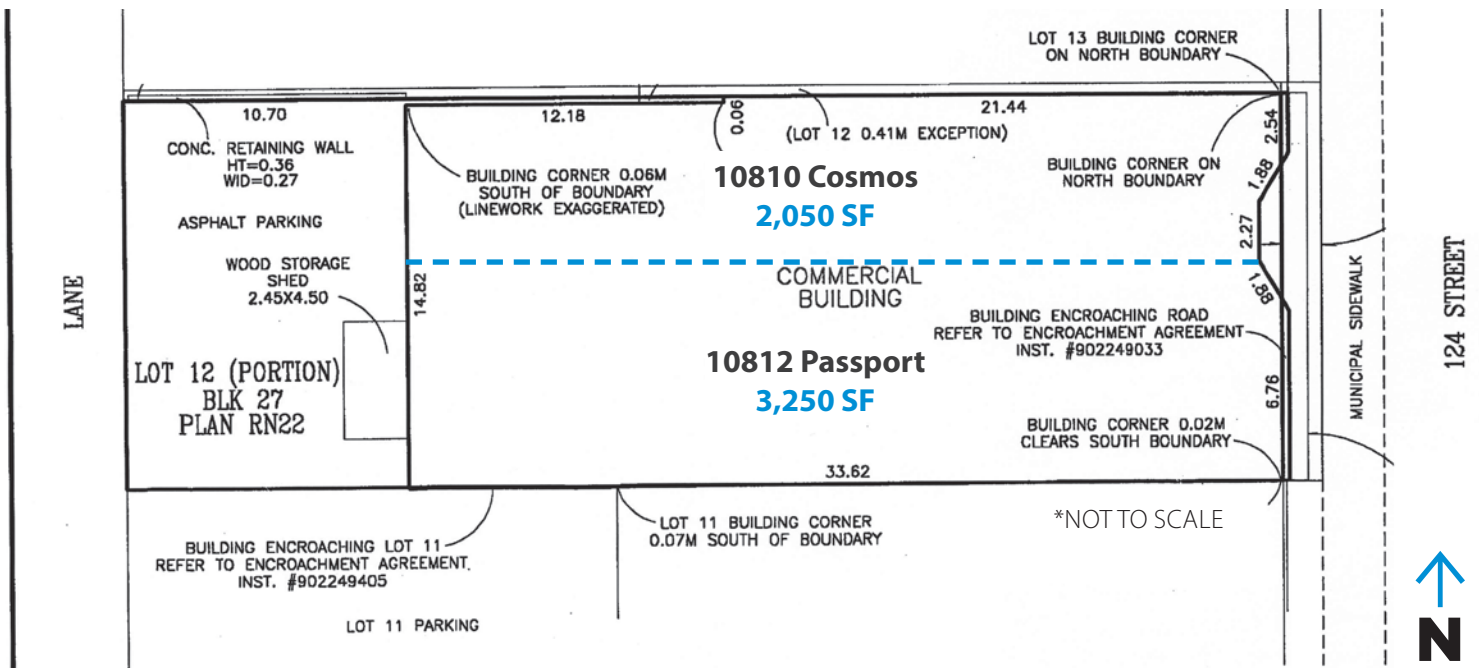 LOT 13 BUILDING CORNER
ON NORTH BOUNDARY
10.70
12.18
0.06
21.44
(LOT 12 0.41M EXCEPTION)
2.54
CONC. RETAINING WALL
HT=0.36
WID=0.27
BUILDING CORNER 0.06M
SOUTH OF BOUNDARY
(LINEWORK EXAGGERATED)
10810 Cosmos
2,050 SF
BUILDING CORNER ON
NORTH BOUNDARY
1.88
ASPHALT PARKING
2.27
WOOD STORAGE
SHED
2.45X4.50
14.82
COMMERCIAL
BUILDING
1.88
LANE
BUILDING ENCROACHING ROAD
REFER TO ENCROACHMENT AGREEMENT
INST. #902249033
MUNICIPAL SIDEWALK
124 STREET
10812 Passport
3,250 SF
LOT 12 (PORTION)
BLK 27
PLAN RN22
6.76
BUILDING CORNER 0.02M
CLEARS SOUTH BOUNDARY
33.62
*NOT TO SCALE
LOT 11 BUILDING CORNER
0.07M SOUTH OF BOUNDARY
BUILDING ENCROACHING LOT 11
REFER TO ENCROACHMENT AGREEMENT.
INST. #902249405
LOT 11 PARKING
N